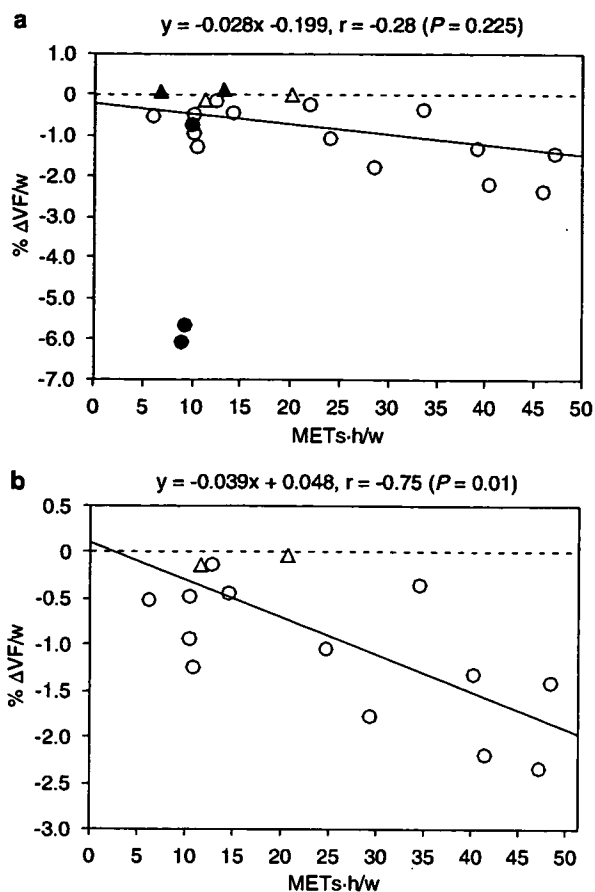 a
y = -0.028x -0.199, r = -0.28 (P = 0.225)
1.0
0
-1.0
-2.0
-3.0
-4.0
-5.0
-6.0
-7.0
% ΔVF/w
0 5 10 15 20 25 30 35 40 45 50
METs·h/w
b
y = -0.039x + 0.048, r = -0.75 (P = 0.01)
0.5
0
-0.5
-1.0
-1.5
-2.0
-2.5
-3.0
% ΔVF/w
0 5 10 15 20 25 30 35 40 45 50
METs·h/w